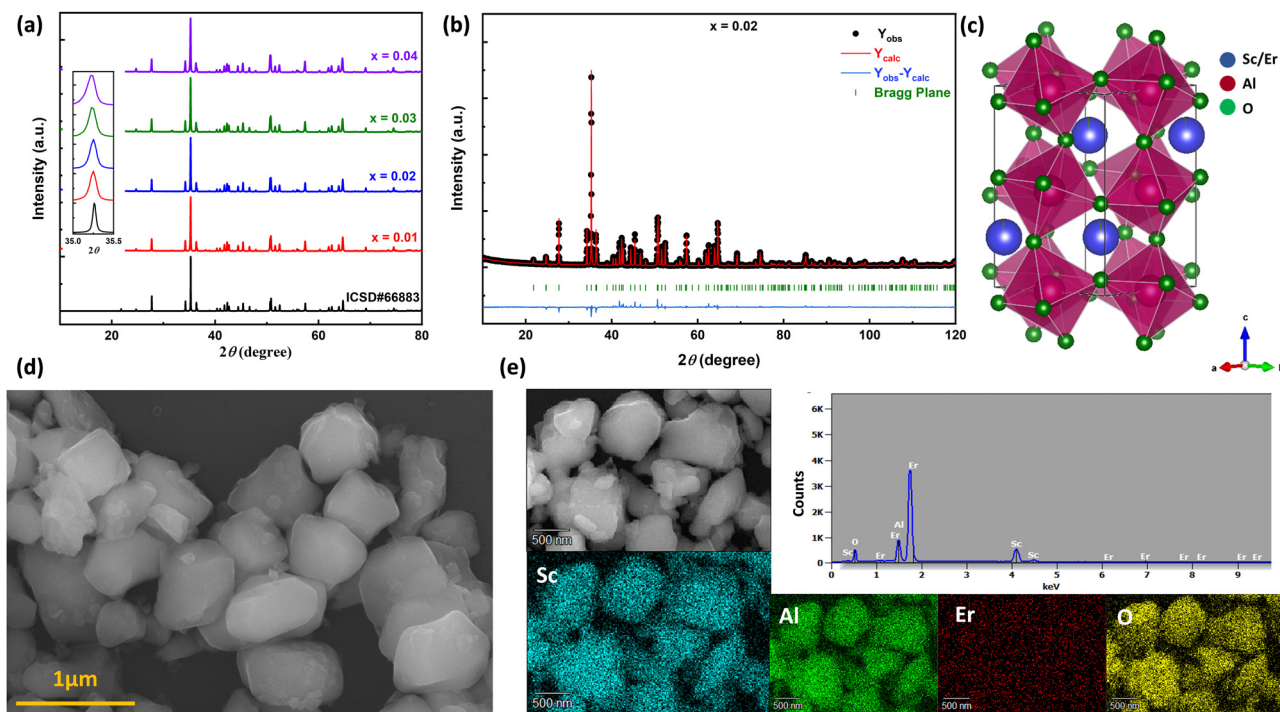 (a)
Intensity (a.u.)
x = 0.04
x = 0.03
x = 0.02
x = 0.01
ICSD#66883
35.0 35.5
2θ
10 20 40 60 80
2θ (degree)
(b)
x = 0.02
Intensity (a.u.)
Yobs
Ycalc
Yobs-Ycalc
Bragg Plane
20 40 60 80 100 120
2θ (degree)
(c)
Sc/Er
Al
O
c
a
(d)
1μm
(e)
500 nm
Counts
6K
5K
4K
3K
2K
1K
0
Sc O Er Er Al Er Sc Sc Er Er Er Er Er Er
0 1 2 3 4 5 6 7 8 9
keV
Sc
500 nm
Al
500 nm
Er
500 nm
O
500 nm